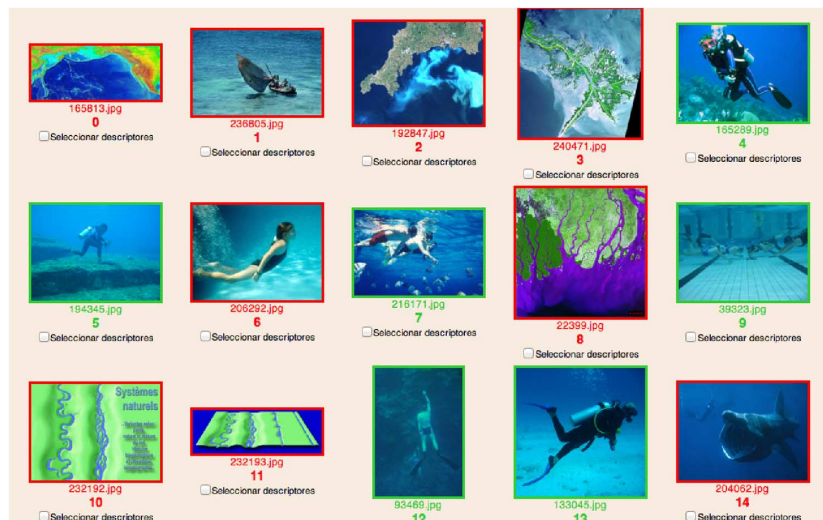 165813.jpg
0
Seleccionar descriptores
236805.jpg
1
Seleccionar descriptores
192847.jpg
2
Seleccionar descriptores
240471.jpg
3
Seleccionar descriptores
165289.jpg
4
Seleccionar descriptores
194345.jpg
5
Seleccionar descriptores
206292.jpg
6
Seleccionar descriptores
216171.jpg
7
Seleccionar descriptores
22399.jpg
8
Seleccionar descriptores
39323.jpg
9
Seleccionar descriptores
Systèmes
naturels
232192.jpg
10
Seleccionar descriptores
232193.jpg
11
Seleccionar descriptores
93469.jpg
12
133045.jpg
13
204062.jpg
14
Seleccionar descriptores